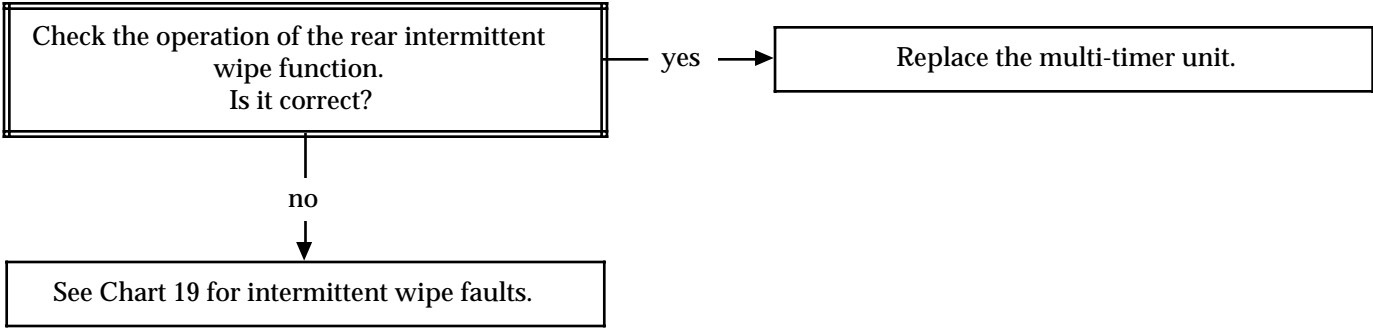 Check the operation of the rear intermittent
wipe function.
Is it correct?
yes
Replace the multi-timer unit.
no
See Chart 19 for intermittent wipe faults.